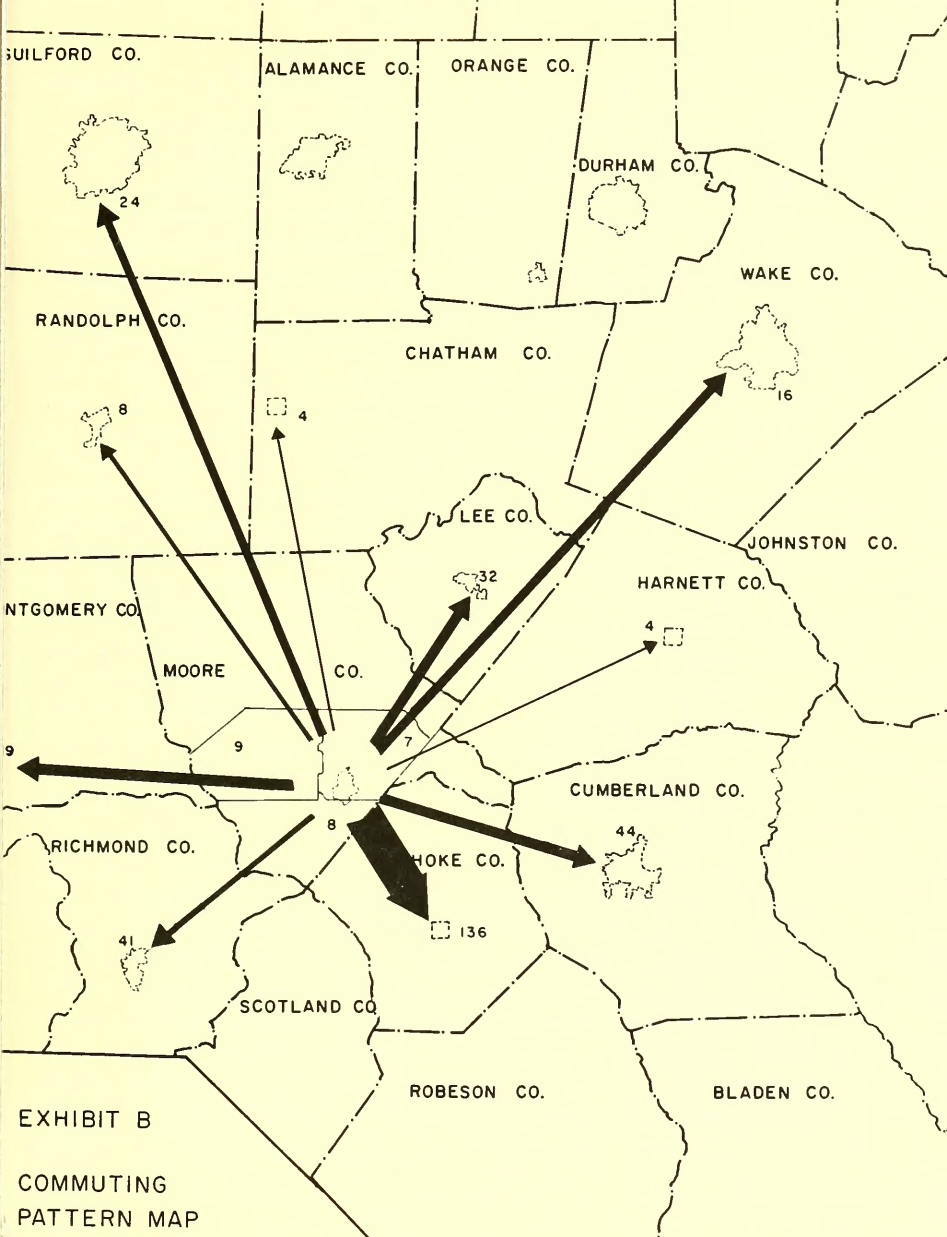 GUILFORD CO.
ALAMANCE CO.
ORANGE CO.
DURHAM CO.
24
WAKE CO.
RANDOLPH CO.
CHATHAM CO.
8
4
16
LEE CO.
JOHNSTON CO.
32
HARNETT CO.
NTGOMERY CO.
4
MOORE CO.
9
7
9
CUMBERLAND CO.
8
44
RICHMOND CO.
HOKE CO.
136
41
SCOTLAND CO
ROBESON CO.
BLADEN CO.
EXHIBIT B
COMMUTING
PATTERN MAP